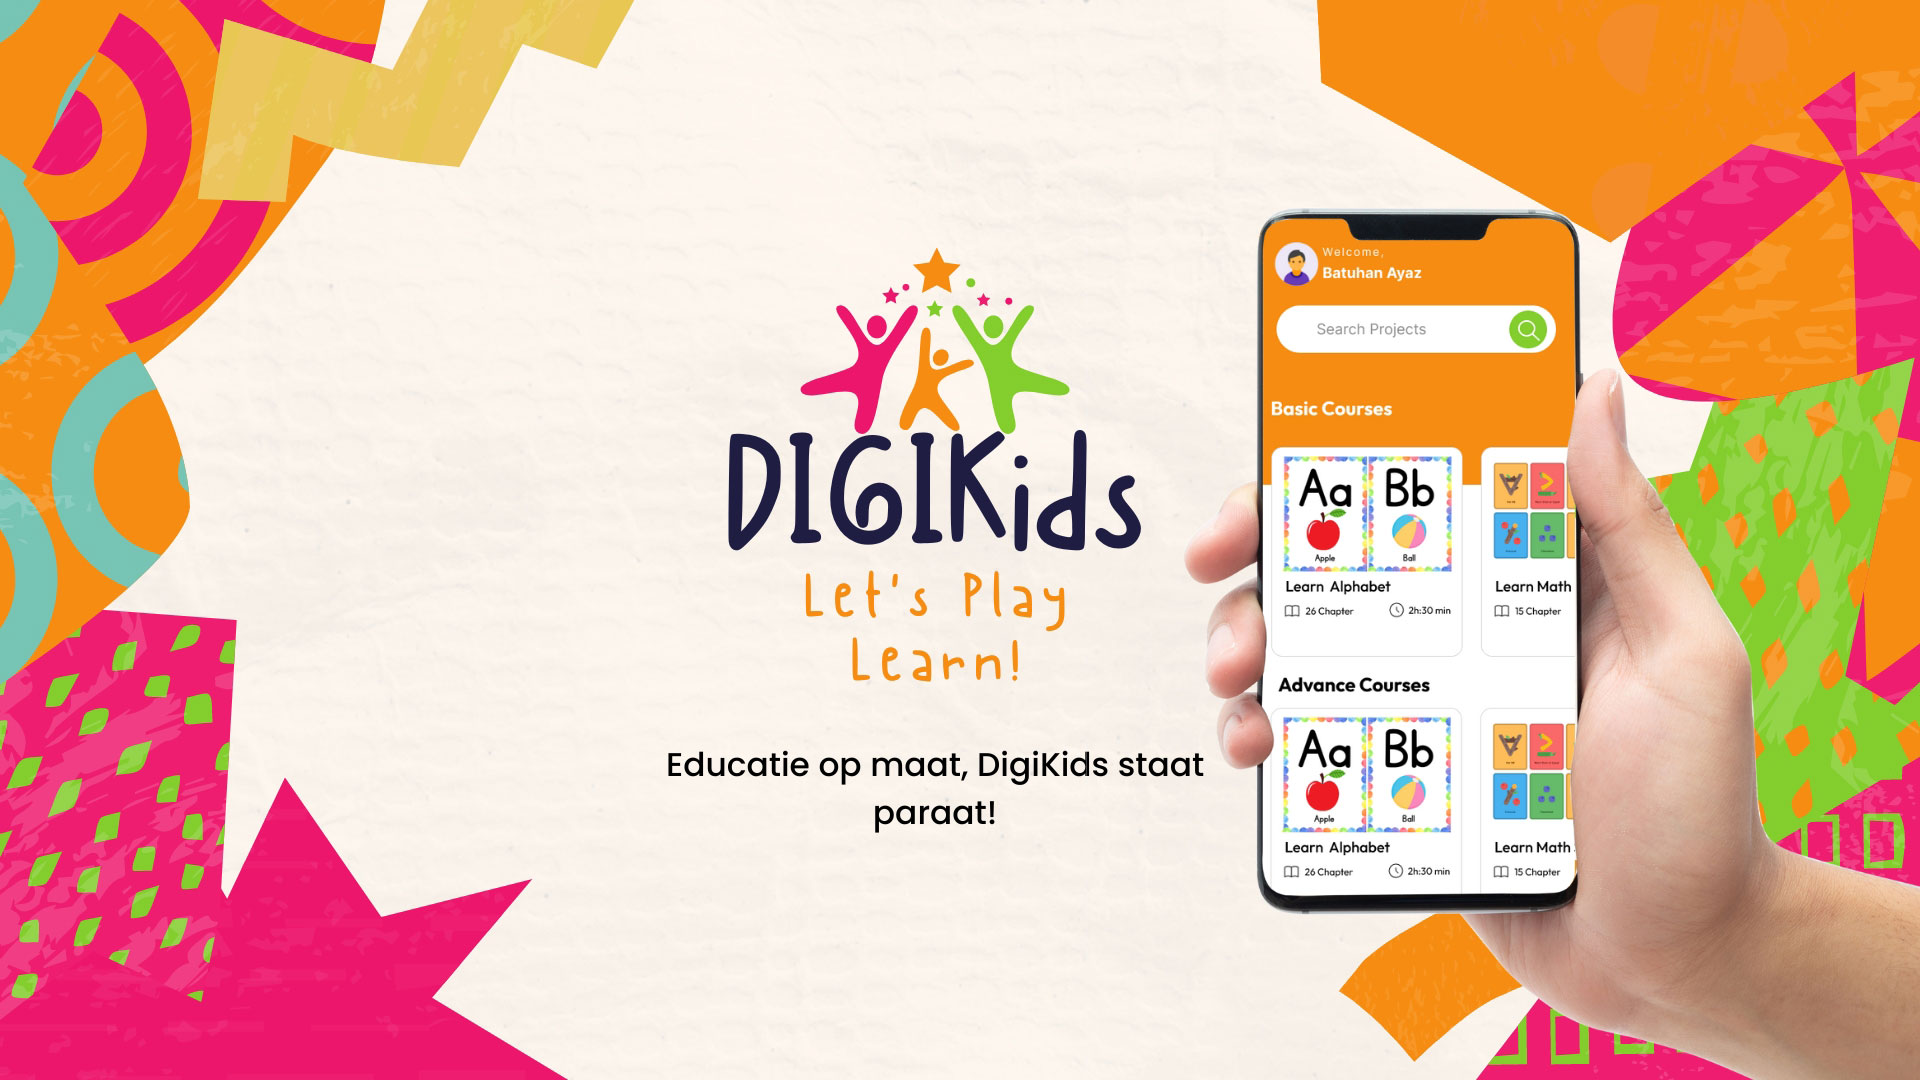 DIGIKids
Let's Play
Learn!
Educatie op maat, DigiKids staat
paraat!
Welcome,
Batuhan Ayaz
Search Projects
Basic Courses
Aa
Bb
Apple
Ball
Learn Alphabet
Learn Math
26 Chapter
2h:30 min
15 Chapter
Advance Courses
Aa
Bb
Apple
Ball
Learn Alphabet
Learn Math
26 Chapter
2h:30 min
15 Chapter